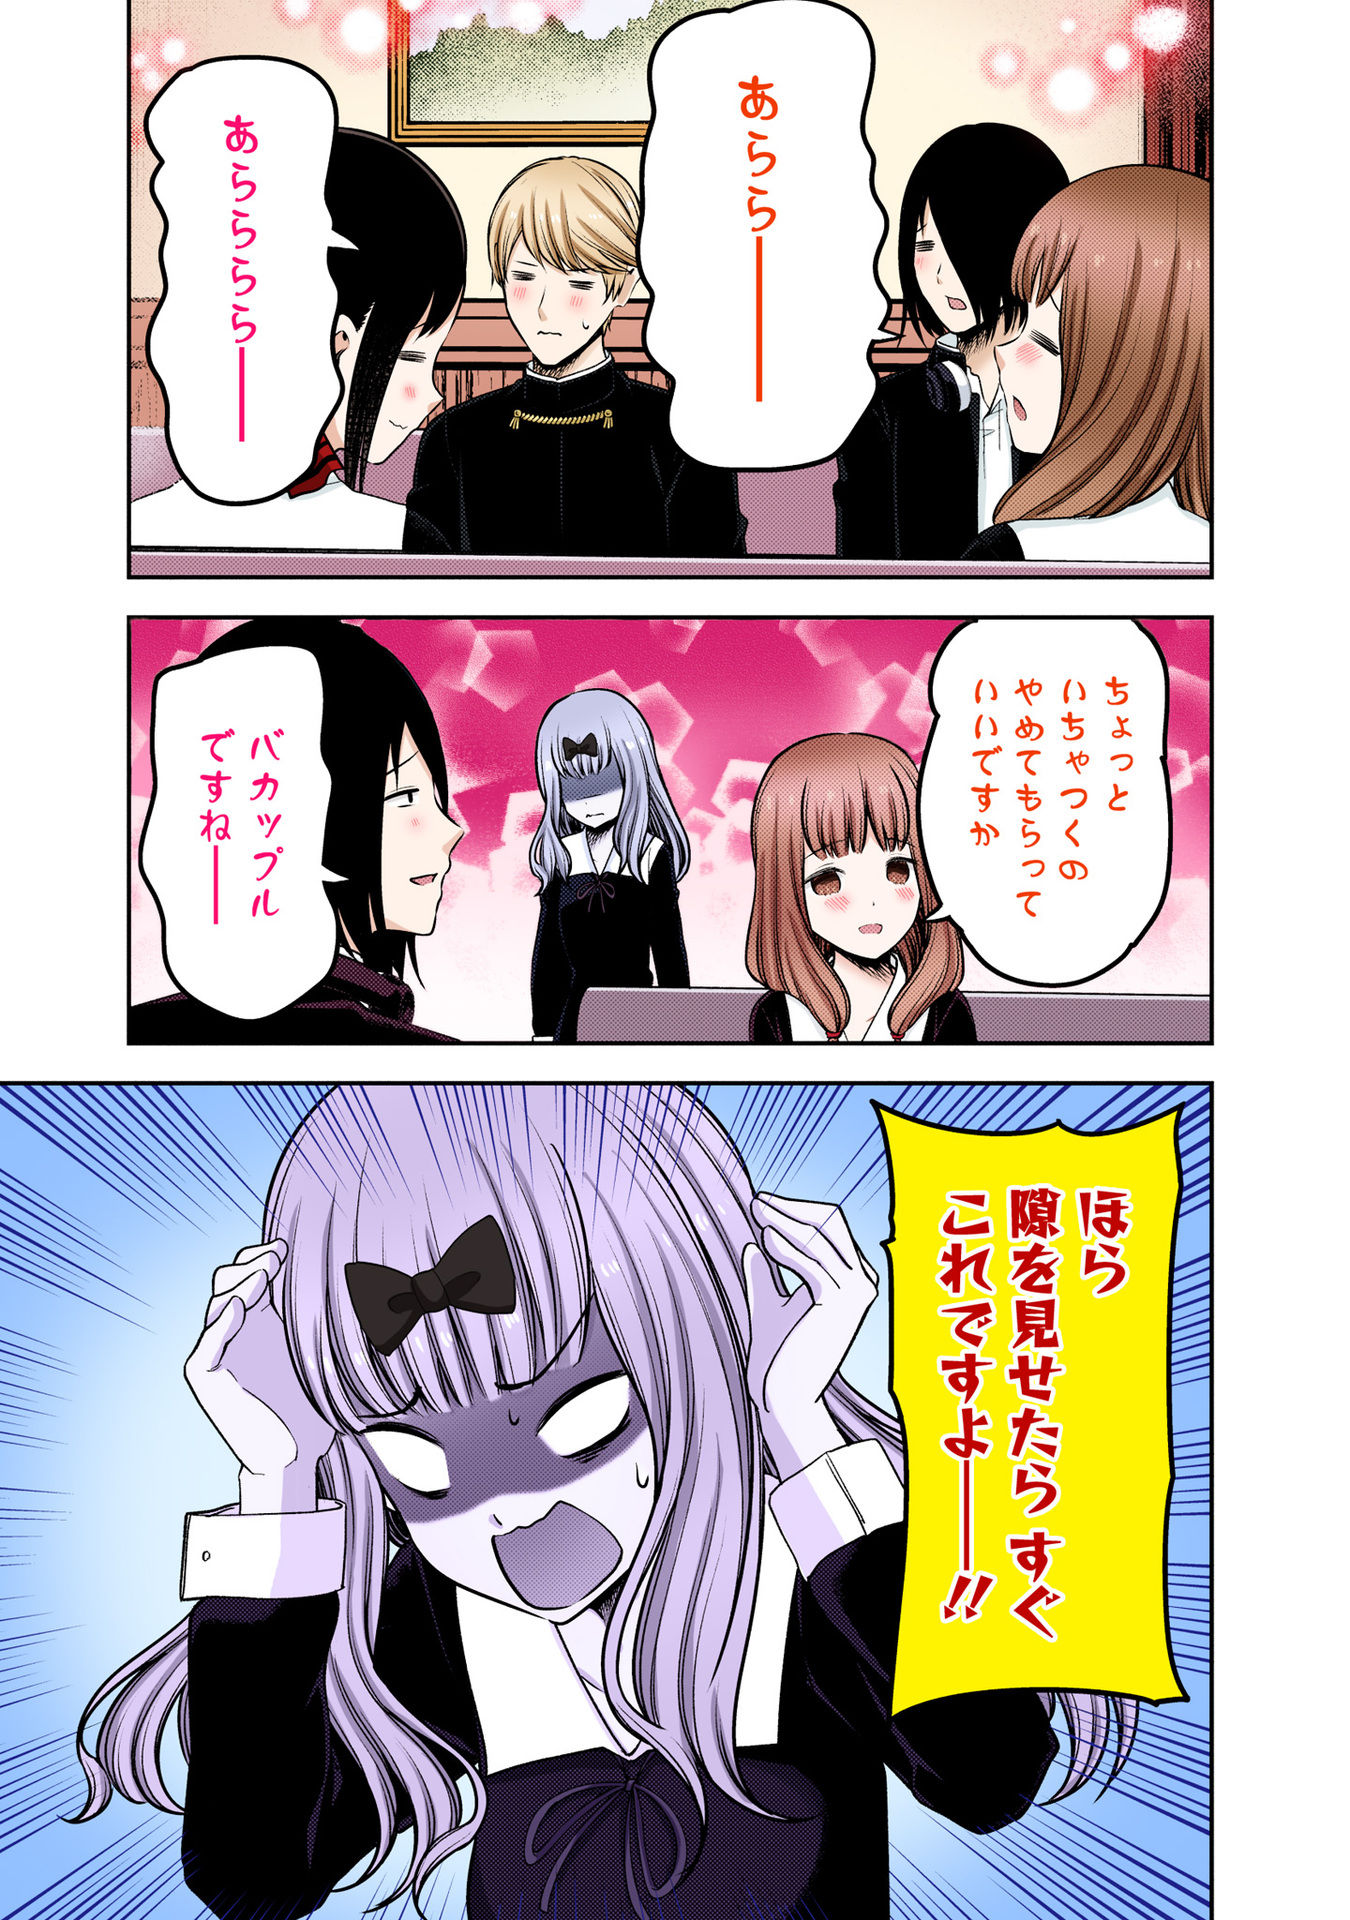 あらら──
あららららら──
ちょっと
いちゃつくの
やめてもらって
いいですか
バカップル
ですね──
ほら
隙を見せたらすぐ
これですよ──!!